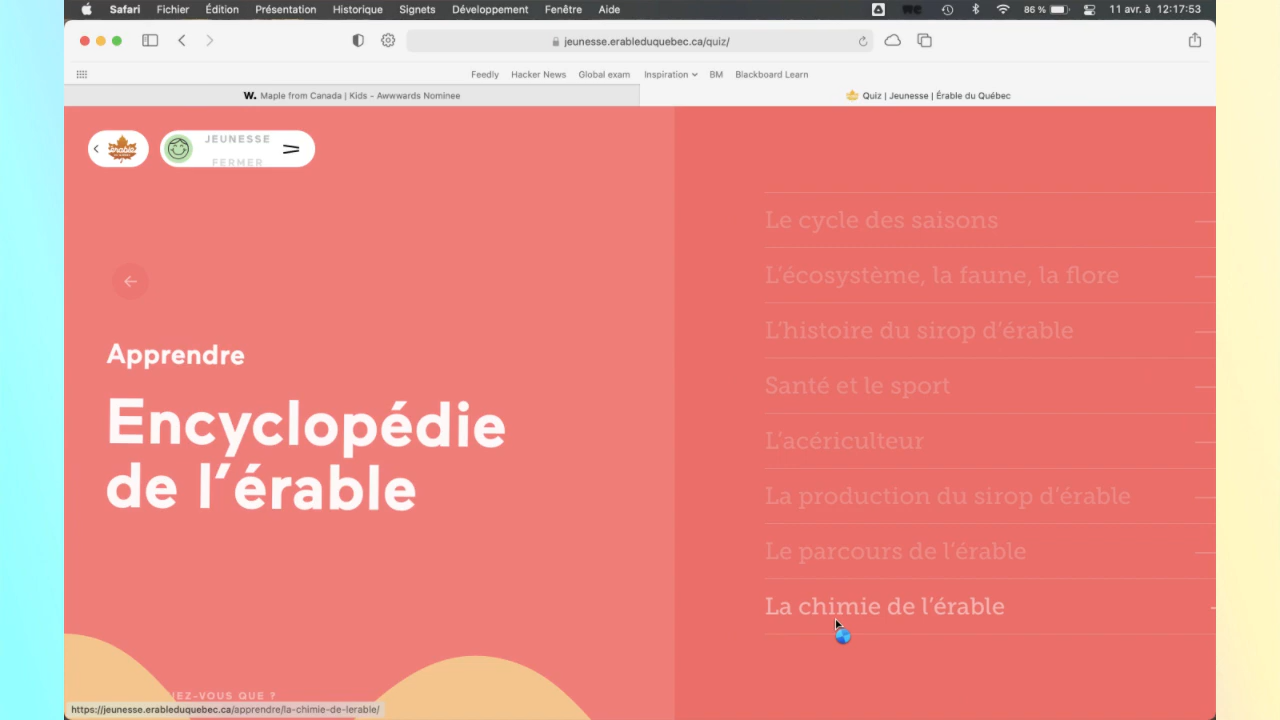 Safari Fichier Édition Présentation Historique Signets Développement Fenêtre Aide 86 % 11 avr. à 12:17:53
jeunesse.erableduquebec.ca/quiz/
Feedly Hacker News Global exam Inspiration BM Blackboard Learn
W. Maple from Canada | Kids - Awwwards Nominee
Quiz | Jeunesse | Érable du Québec
érable
JEUNESSE
FERMER
Apprendre
Encyclopédie
de l’érable
Le cycle des saisons
L’écosystème, la faune, la flore
L’histoire du sirop d’érable
Santé et le sport
L’acériculteur
La production du sirop d’érable
Le parcours de l’érable
La chimie de l’érable
EZ-VOUS QUE ?
https://jeunesse.erableduquebec.ca/apprendre/la-chimie-de-lerable/